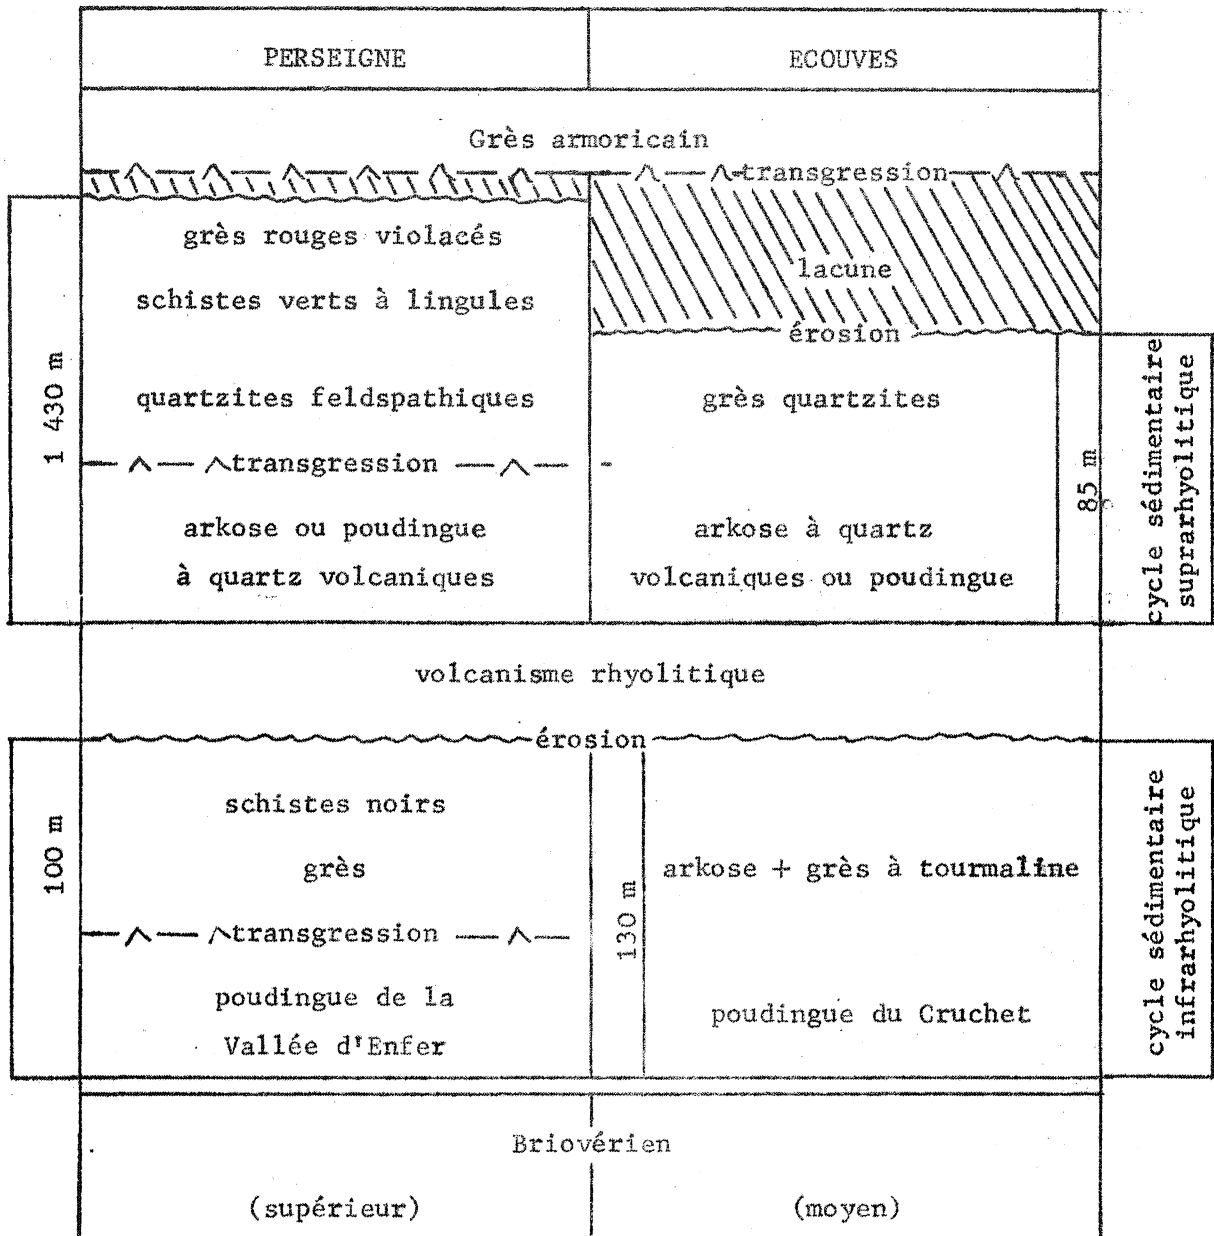 PERSEIGNE
ECOUVES
Grès armoricain
transgression
grès rouges violacés
lacune
schistes verts à lingules
érosion
1 430 m
quartzites feldspathiques
grès quartzites
transgression
arkose ou poudingue
à quartz volcaniques
arkose à quartz
volcaniques ou poudingue
85 m
cycle sédimentaire
suprarhyolitique
volcanisme rhyolitique
érosion
100 m
schistes noirs
grès
transgression
poudingue de la
Vallée d'Enfer
130 m
arkose + grès à tourmaline
poudingue du Cruchet
cycle sédimentaire
infrarhyolitique
Briovérien
(supérieur)
(moyen)